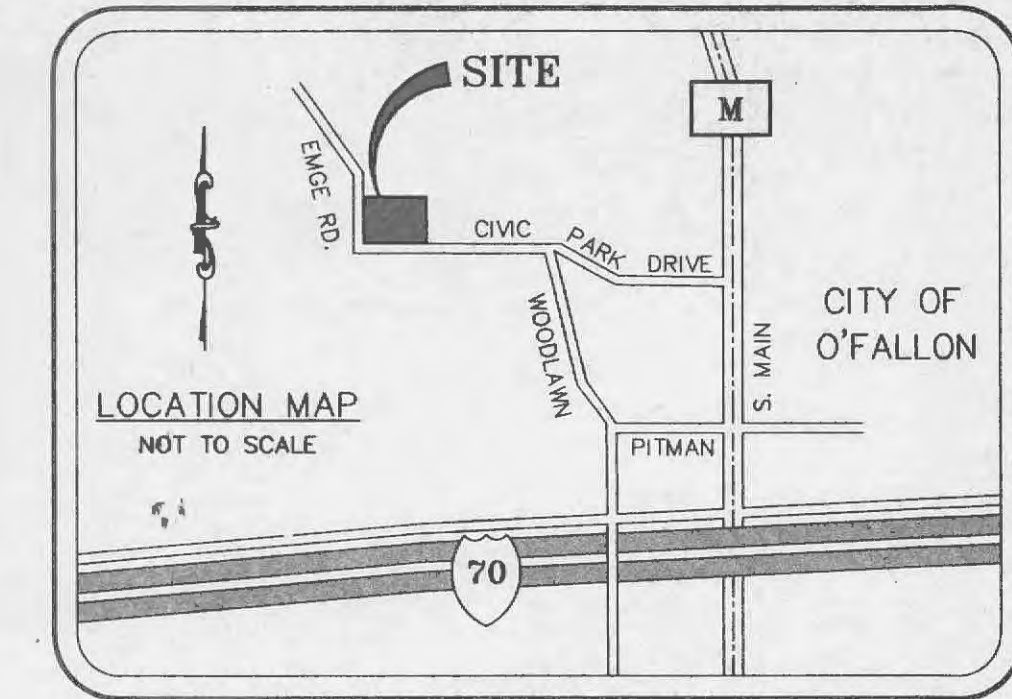 SITE
M
EMGE RD.
CIVIC PARK DRIVE
WOODLAWN
S. MAIN
CITY OF
O'FALLON
LOCATION MAP
NOT TO SCALE
PITMAN
70